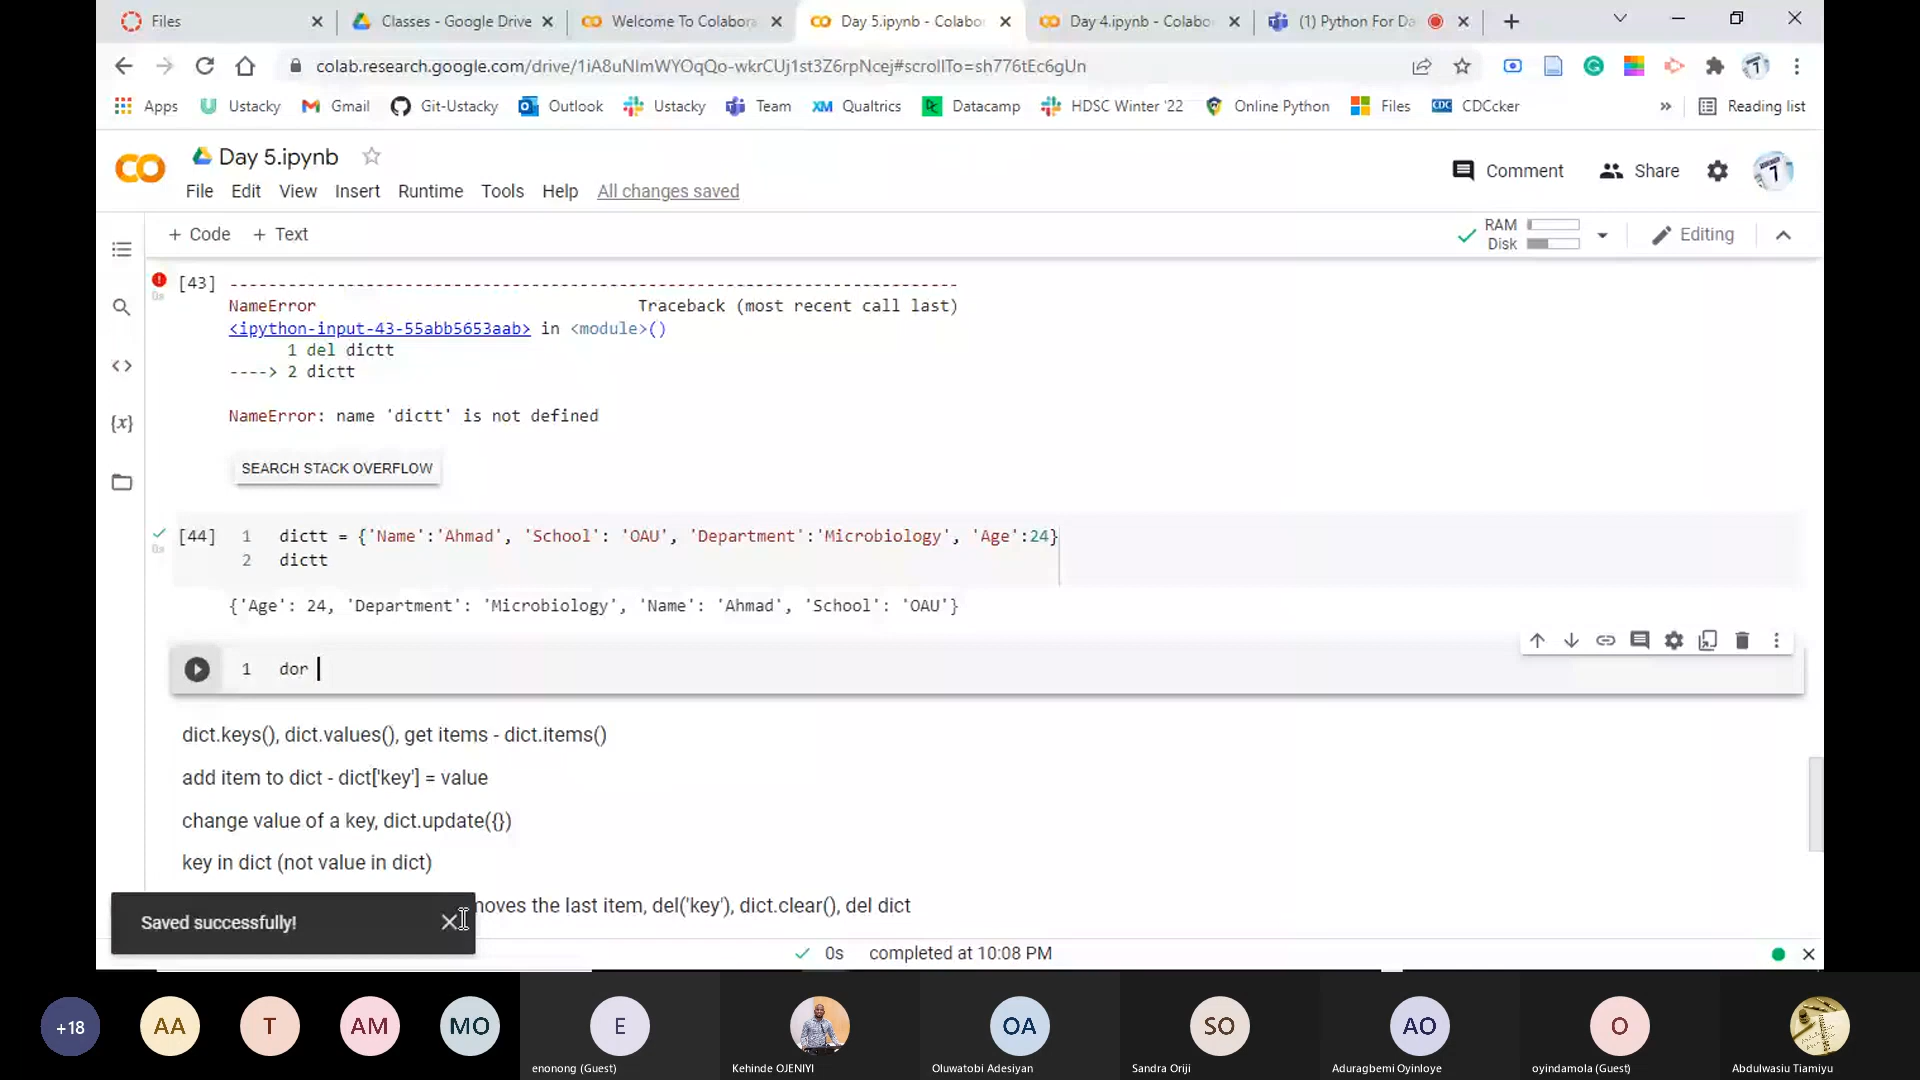 Files
Classes - Google Drive
Welcome To Colabora
Day 5.ipynb - Colabo
Day 4.ipynb - Colabo
(1) Python For Da
colab.research.google.com/drive/1iA8uNImWYOqQo-wkrCUj1st3Z6rpNcej#scrollTo=sh776tEc6gUn
Apps
Ustacky
Gmail
Git-Ustacky
Outlook
Ustacky
Team
XM Qualtrics
Datacamp
HDSC Winter '22
Online Python
Files
CDC CDCcker
»
Reading list
CO
Day 5.ipynb
Comment
Share
File Edit View Insert Runtime Tools Help All changes saved
+ Code + Text
RAM
Disk
Editing
[43] ---------------------------------------------------------------------------
NameError Traceback (most recent call last)
<ipython-input-43-55abb5653aab> in <module>()
1 del dictt
----> 2 dictt
NameError: name 'dictt' is not defined
SEARCH STACK OVERFLOW
[44] 1 dictt = {'Name':'Ahmad', 'School': 'OAU', 'Department':'Microbiology', 'Age':24}
2 dictt
{'Age': 24, 'Department': 'Microbiology', 'Name': 'Ahmad', 'School': 'OAU'}
1 dor
dict.keys(), dict.values(), get items - dict.items()
add item to dict - dict['key'] = value
change value of a key, dict.update({})
key in dict (not value in dict)
moves the last item, del('key'), dict.clear(), del dict
Saved successfully!
0s completed at 10:08 PM
+18
AA
T
AM
MO
E
OA
SO
AO
O
enonong (Guest)
Kehinde OJENIYI
Oluwatobi Adesiyan
Sandra Oriji
Aduragbemi Oyinloye
oyindamola (Guest)
Abdulwasiu Tiamiyu